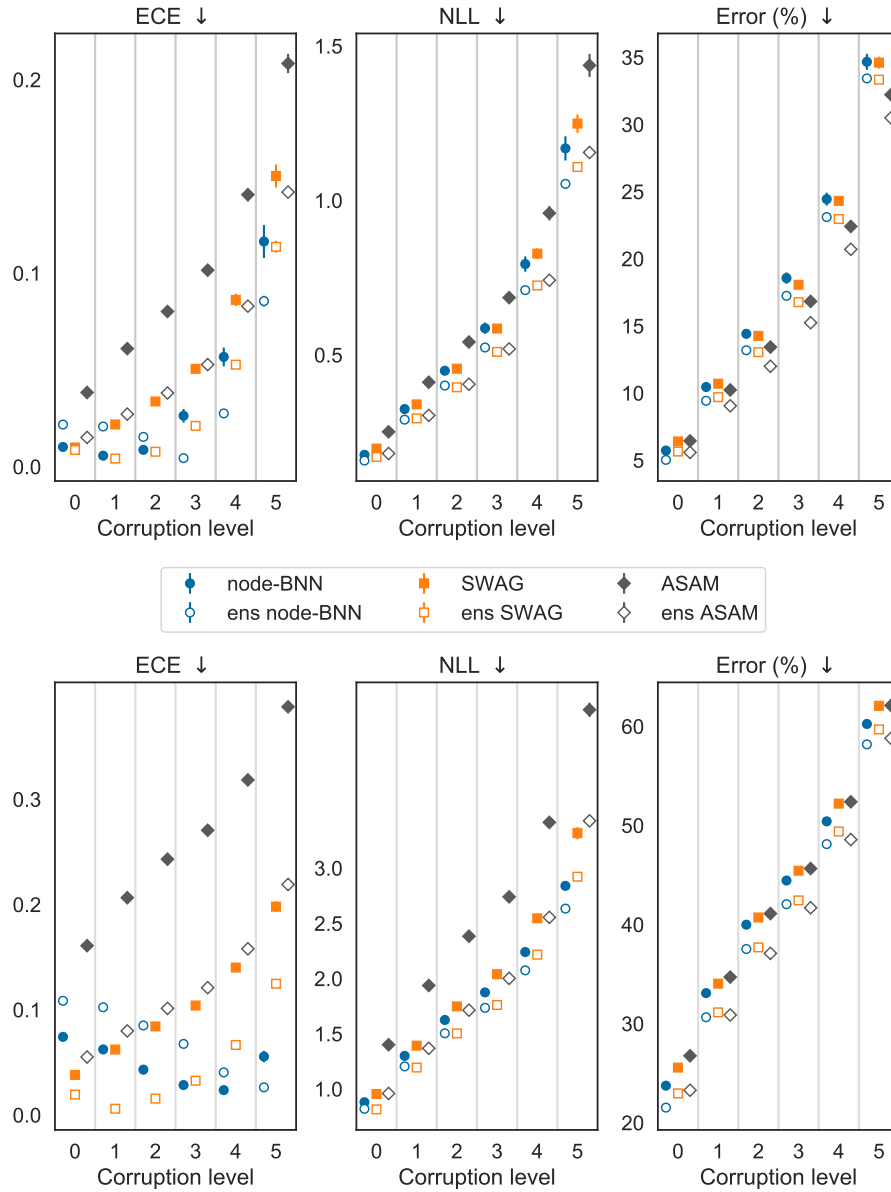 ECE ↓ NLL ↓ Error (%) ↓
0.2
0.1
0.0
0 1 2 3 4 5
Corruption level
1.5
1.0
0.5
0 1 2 3 4 5
Corruption level
35
30
25
20
15
10
5
0 1 2 3 4 5
Corruption level
node-BNN SWAG ASAM
ens node-BNN ens SWAG ens ASAM
ECE ↓ NLL ↓ Error (%) ↓
0.3
0.2
0.1
0.0
0 1 2 3 4 5
Corruption level
3.0
2.5
2.0
1.5
1.0
0 1 2 3 4 5
Corruption level
60
50
40
30
20
0 1 2 3 4 5
Corruption level